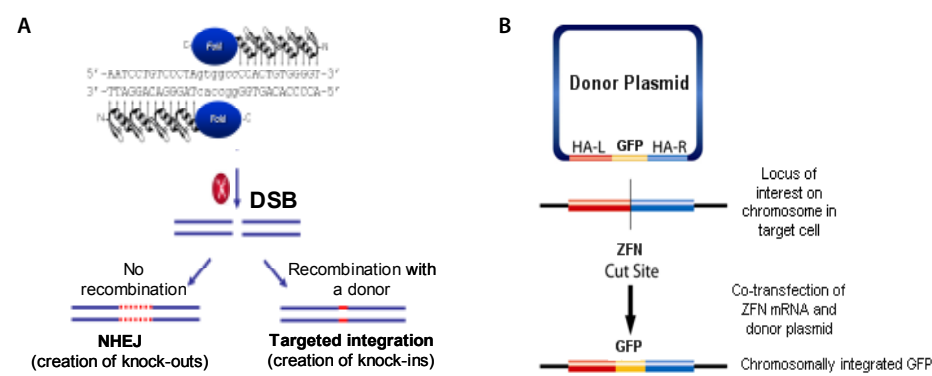 A
C
FokI
N
5'-AATCCTGTCCCTAgtggccCCACTGTGGGGT-3'
3'-TTAGGACAGGGATcaccggGGTGACACCCCA-5'
N
FokI
C
X
DSB
No
recombination
Recombination with
a donor
NHEJ
(creation of knock-outs)
Targeted integration
(creation of knock-ins)
B
Donor Plasmid
HA-L GFP HA-R
Locus of
interest on
chromosome in
target cell
ZFN
Cut Site
Co-transfection of
ZFN mRNA and
donor plasmid
GFP
Chromosomally integrated GFP